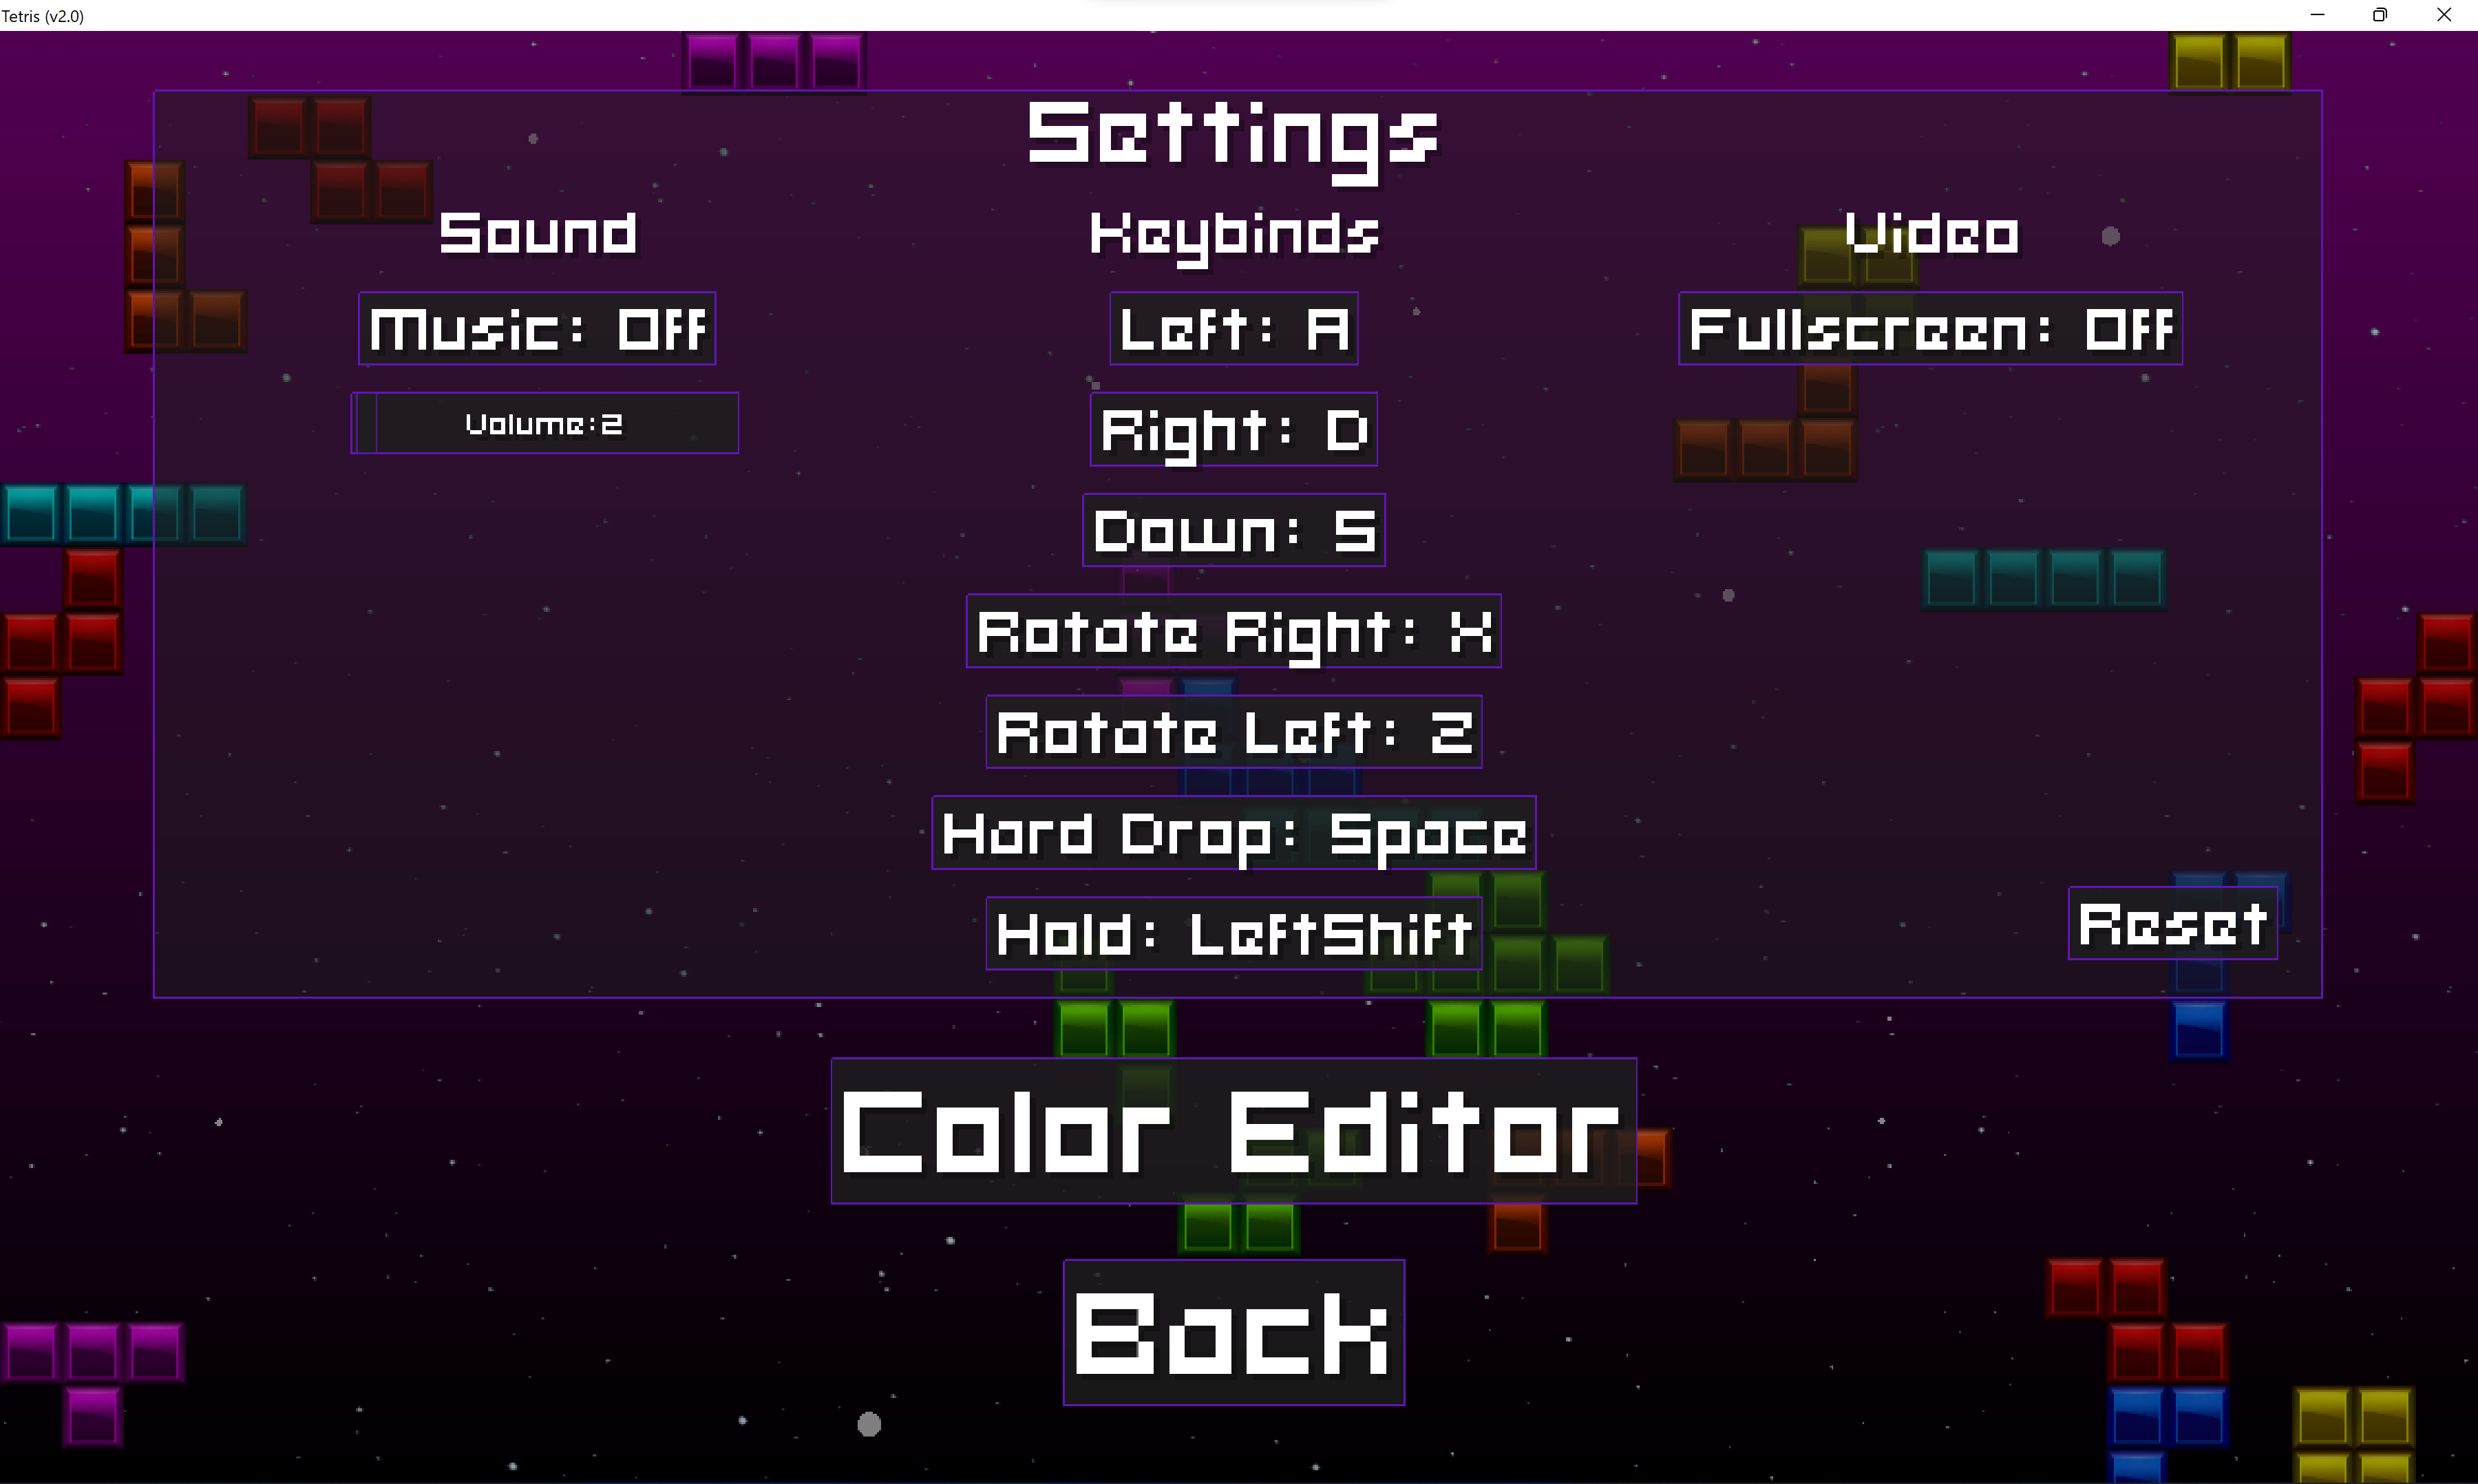 Tetris (v2.0)
Settings
Sound
Music: Off
Volume:2
Keybinds
Left: A
Right: D
Down: S
Rotate Right: X
Rotate Left: Z
Hard Drop: Space
Hold: LeftShift
Video
Fullscreen: Off
Reset
Color Editor
Back